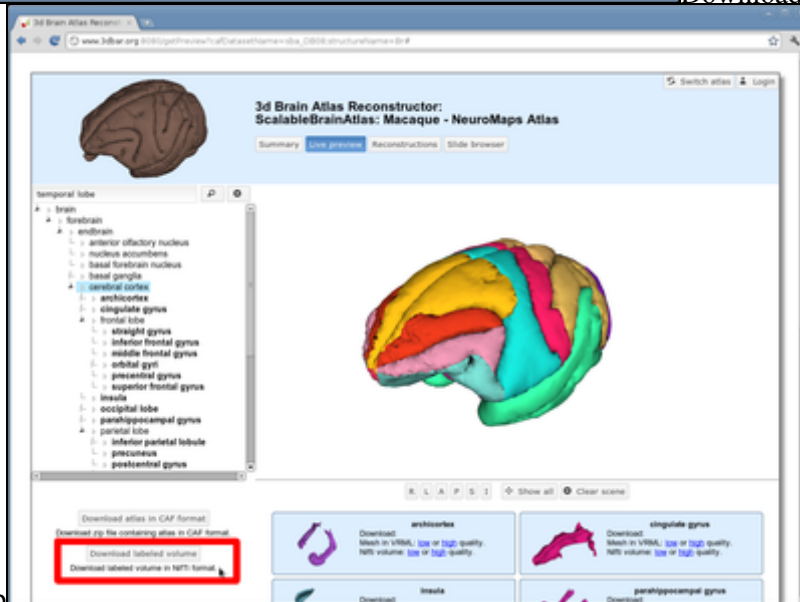 3d Brain Atlas Reconst
www.3dbar.org:8080/getPreview?cafDatasetName=sba_DB08;structureName=Br#
Switch atlas Login
3d Brain Atlas Reconstructor:
ScalableBrainAtlas: Macaque - NeuroMaps Atlas
Summary Live preview Reconstructions Slide browser
temporal lobe
brain
forebrain
endbrain
anterior olfactory nucleus
nucleus accumbens
basal forebrain nucleus
basal ganglia
cerebral cortex
archicortex
cingulate gyrus
frontal lobe
straight gyrus
inferior frontal gyrus
middle frontal gyrus
orbital gyri
precentral gyrus
superior frontal gyrus
insula
occipital lobe
parahippocampal gyrus
parietal lobe
inferior parietal lobule
precuneus
postcentral gyrus
R L A P S I Show all Clear scene
Download atlas in CAF format
Download zip file containing atlas in CAF format.
Download labeled volume
Download labeled volume in NIfTI format.
archicortex
Download:
Mesh in VRML: low or high quality.
Nifti volume: low or high quality.
cingulate gyrus
Download:
Mesh in VRML: low or high quality.
Nifti volume: low or high quality.
insula
Download:
parahippocampal gyrus
Download: